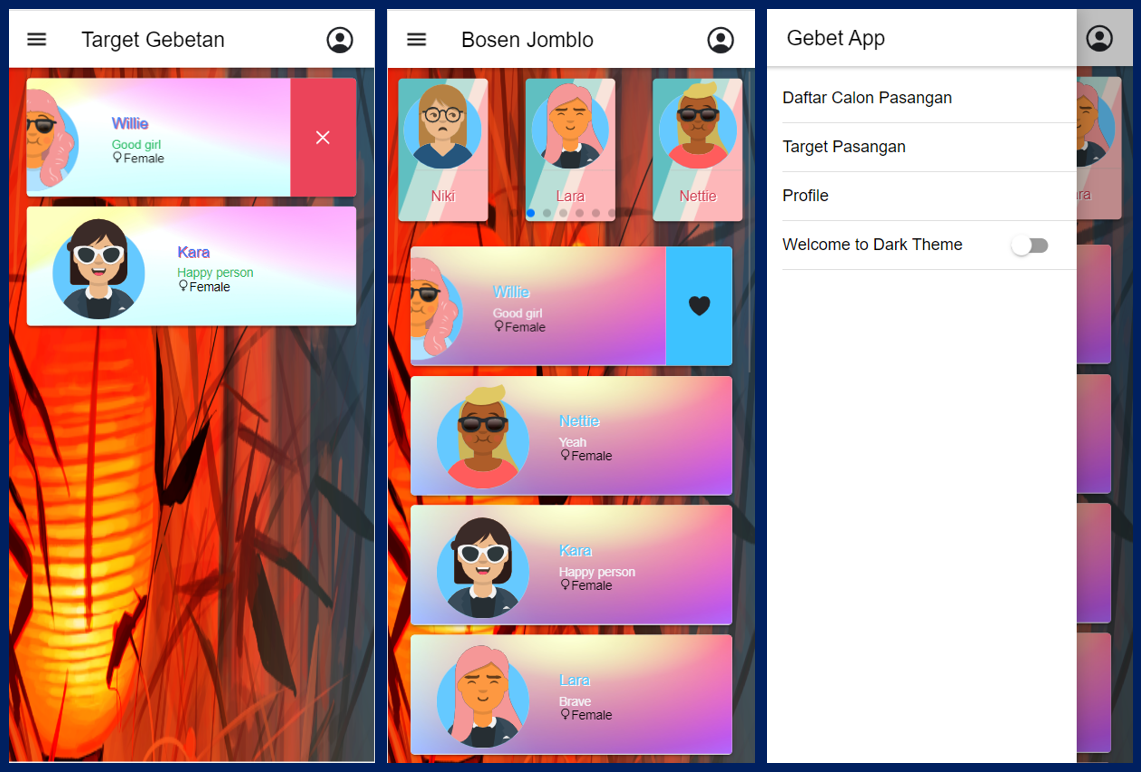 Target Gebetan
Willie
Good girl
Female
Kara
Happy person
Female
Bosen Jomblo
Niki
Lara
Nettie
Willie
Good girl
Female
Nettie
Yeah
Female
Kara
Happy person
Female
Lara
Brave
Female
Gebet App
Daftar Calon Pasangan
Target Pasangan
Profile
Welcome to Dark Theme
ra